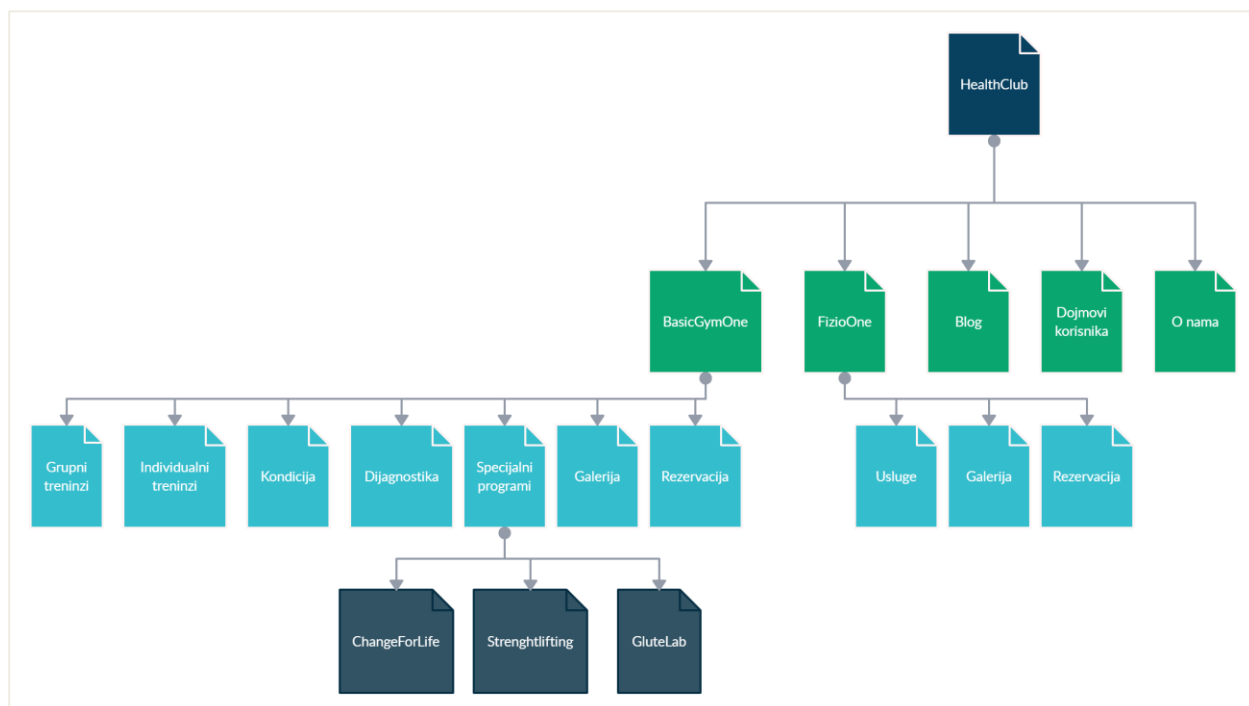 HealthClub
BasicGymOne
FizioOne
Blog
Dojmovi
korisnika
O nama
Grupni
treninzi
Individualni
treninzi
Kondicija
Dijagnostika
Specijalni
programi
Galerija
Rezervacija
Usluge
Galerija
Rezervacija
ChangeForLife
Strenghtlifting
GluteLab